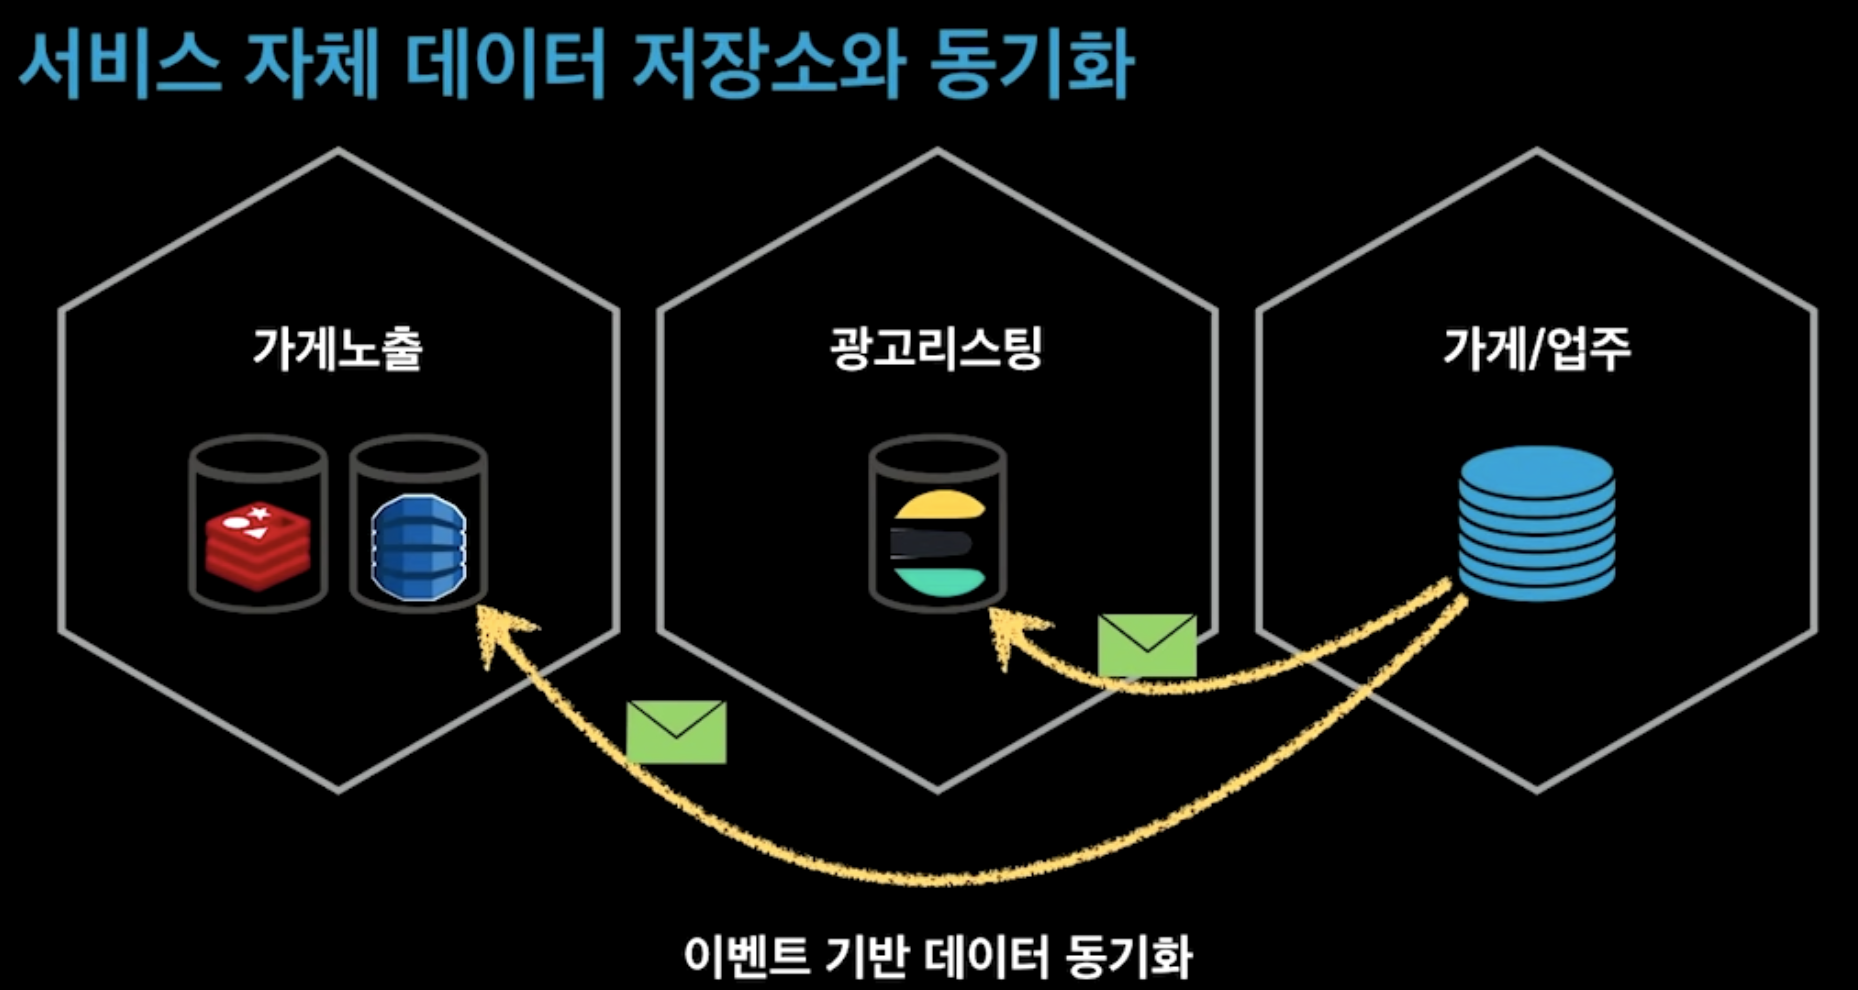 서비스 자체 데이터 저장소와 동기화
가게노출
광고리스팅
가게/업주
이벤트 기반 데이터 동기화